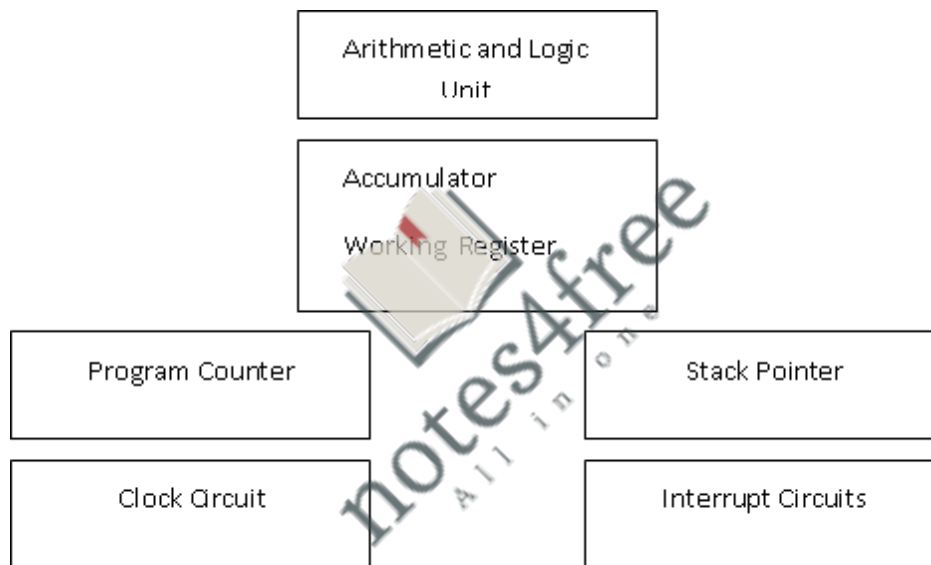 Arithmetic and Logic
Unit
Accumulator
Working Register
Program Counter
Stack Pointer
Clock Circuit
Interrupt Circuits
notes4free
All in one